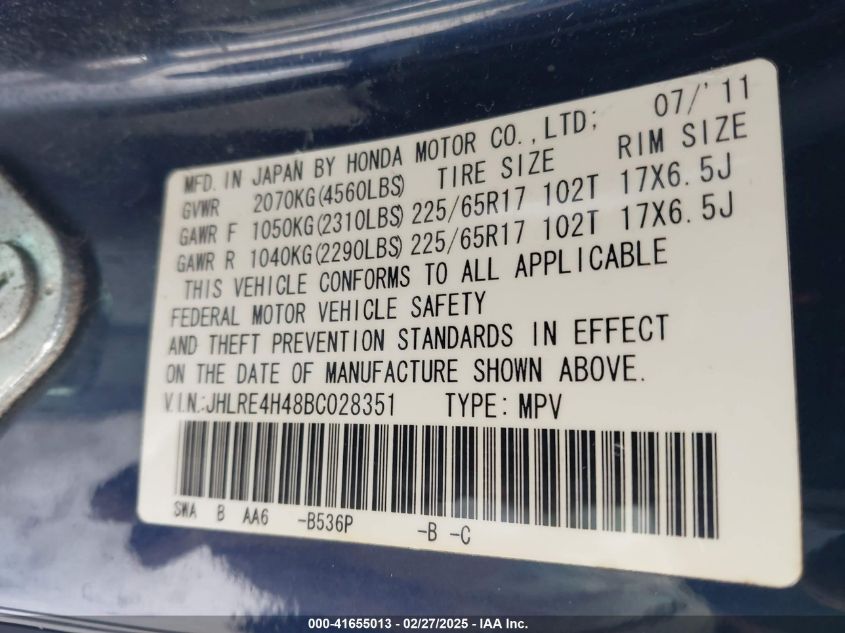 MFD. IN JAPAN BY HONDA MOTOR CO.,LTD; 07/'11
GVWR 2070KG(4560LBS) TIRE SIZE RIM SIZE
GAWR F 1050KG(2310LBS) 225/65R17 102T 17X6.5J
GAWR R 1040KG(2290LBS) 225/65R17 102T 17X6.5J
THIS VEHICLE CONFORMS TO ALL APPLICABLE
FEDERAL MOTOR VEHICLE SAFETY
AND THEFT PREVENTION STANDARDS IN EFFECT
ON THE DATE OF MANUFACTURE SHOWN ABOVE.
V.I.N.:JHLRE4H48BC028351 TYPE: MPV
SWA B AA6 -B536P -B -C
000-41655013 - 02/27/2025 - IAA Inc.